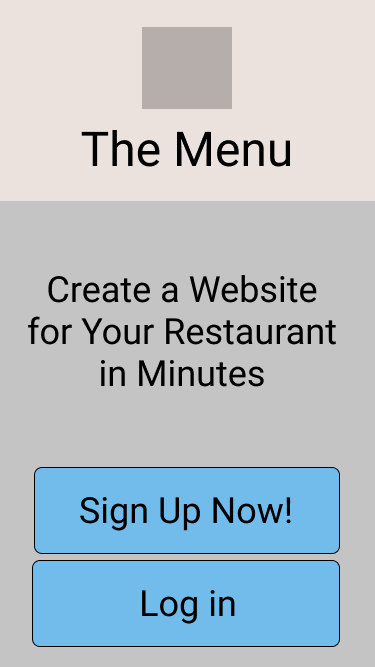 The Menu
Create a Website
for Your Restaurant
in Minutes
Sign Up Now!
Log in